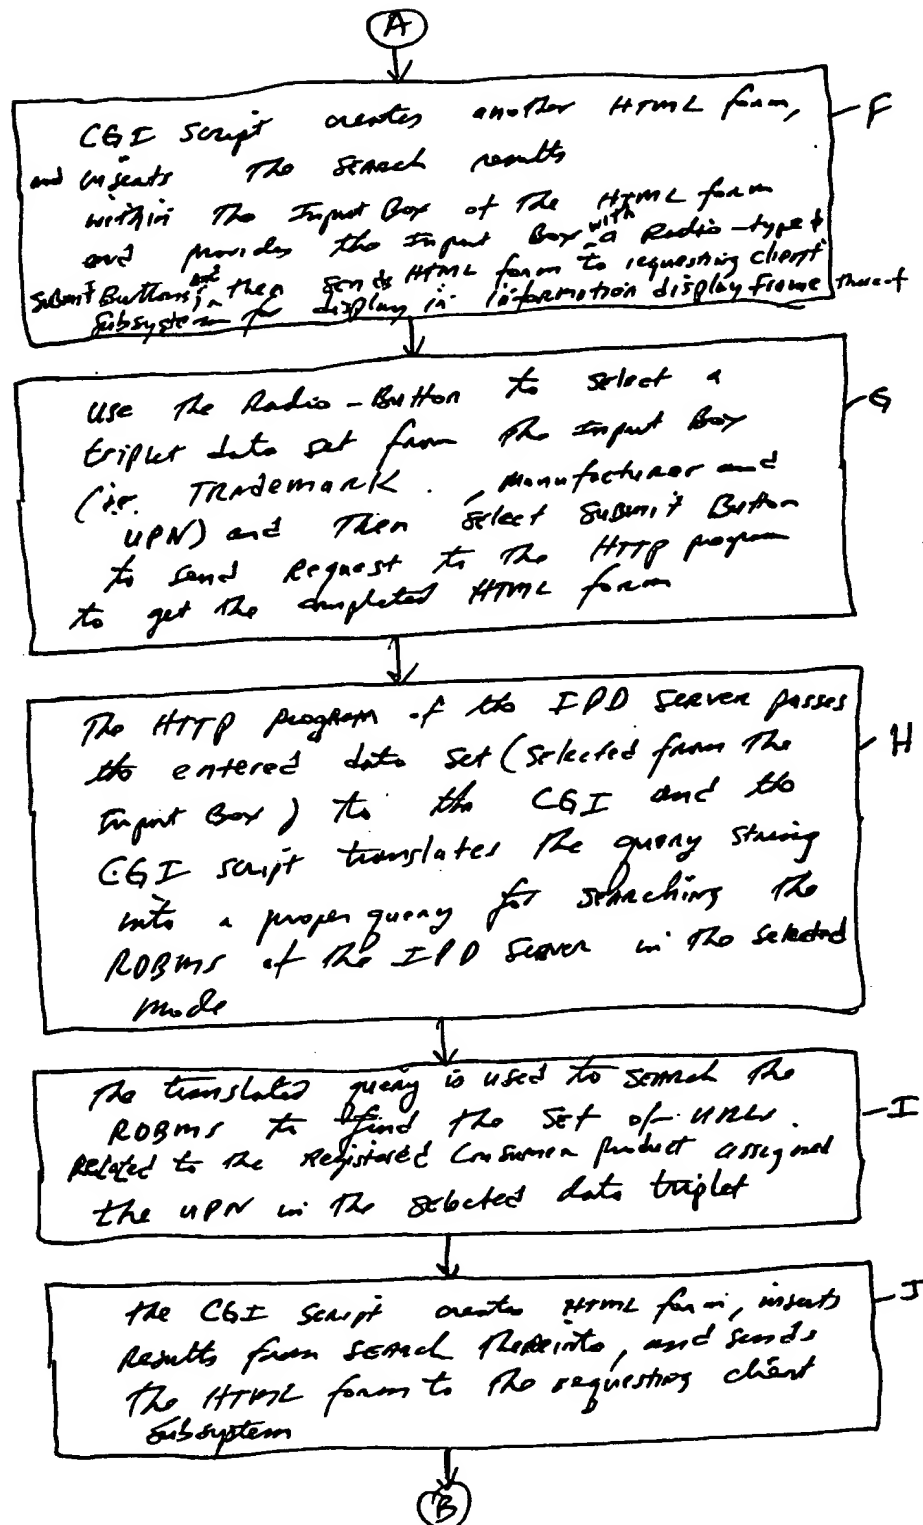 A
CGI Script creates another HTML form, F
and inserts The SEARCH results
within The Input Box of The HTML form
and provides the Input Box with a Radio-type &
Submit Buttons, and then sends HTML form to requesting client
Subsystem for display in information display frame thereof
Use The Radio-Button to select a
triplet data set from The Input Box G
(i.e. TRademark, Manufacturer and
UPN) and Then select Submit Button
to send Request to The HTTP program
to get the completed HTML form
The HTTP program of the IPD Server passes
the entered data set (selected from The H
Input Box) to the CGI and the
CGI script translates The query string
into a proper query for searching the
RDBMS of the IPD Server in The selected
mode
The translated query is used to SEARCH The
RDBMS to find the set of URLs I
Related to the Registered Consumer product assigned
the UPN in The selected data triplet
the CGI Script creates HTML form, inserts J
Results from SEARCH Thereinto, and sends
the HTML form to The requesting client
Subsystem
B